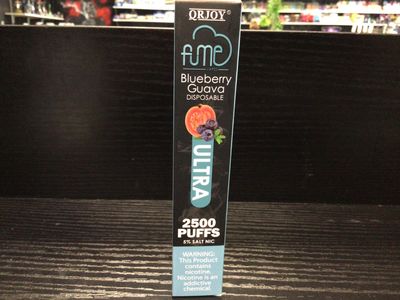 QRJOY©
fume
Blueberry
Guava
DISPOSABLE
ULTRA
2500
PUFFS
5% SALT NIC
WARNING:
This Product
contains
nicotine.
Nicotine is an
addictive
chemical